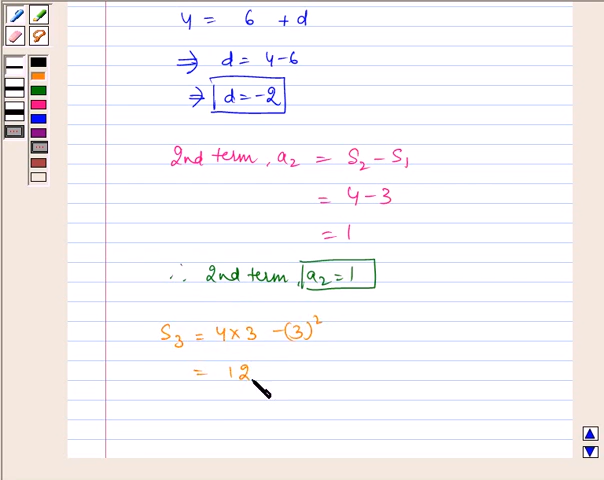 4 = 6 + d
⇒ d = 4-6
⇒ d = -2
2nd term, a₂ = S₂ - S₁
= 4 - 3
= 1
∴ 2nd term, a₂ = 1
S₃ = 4 × 3 - (3)²
= 12